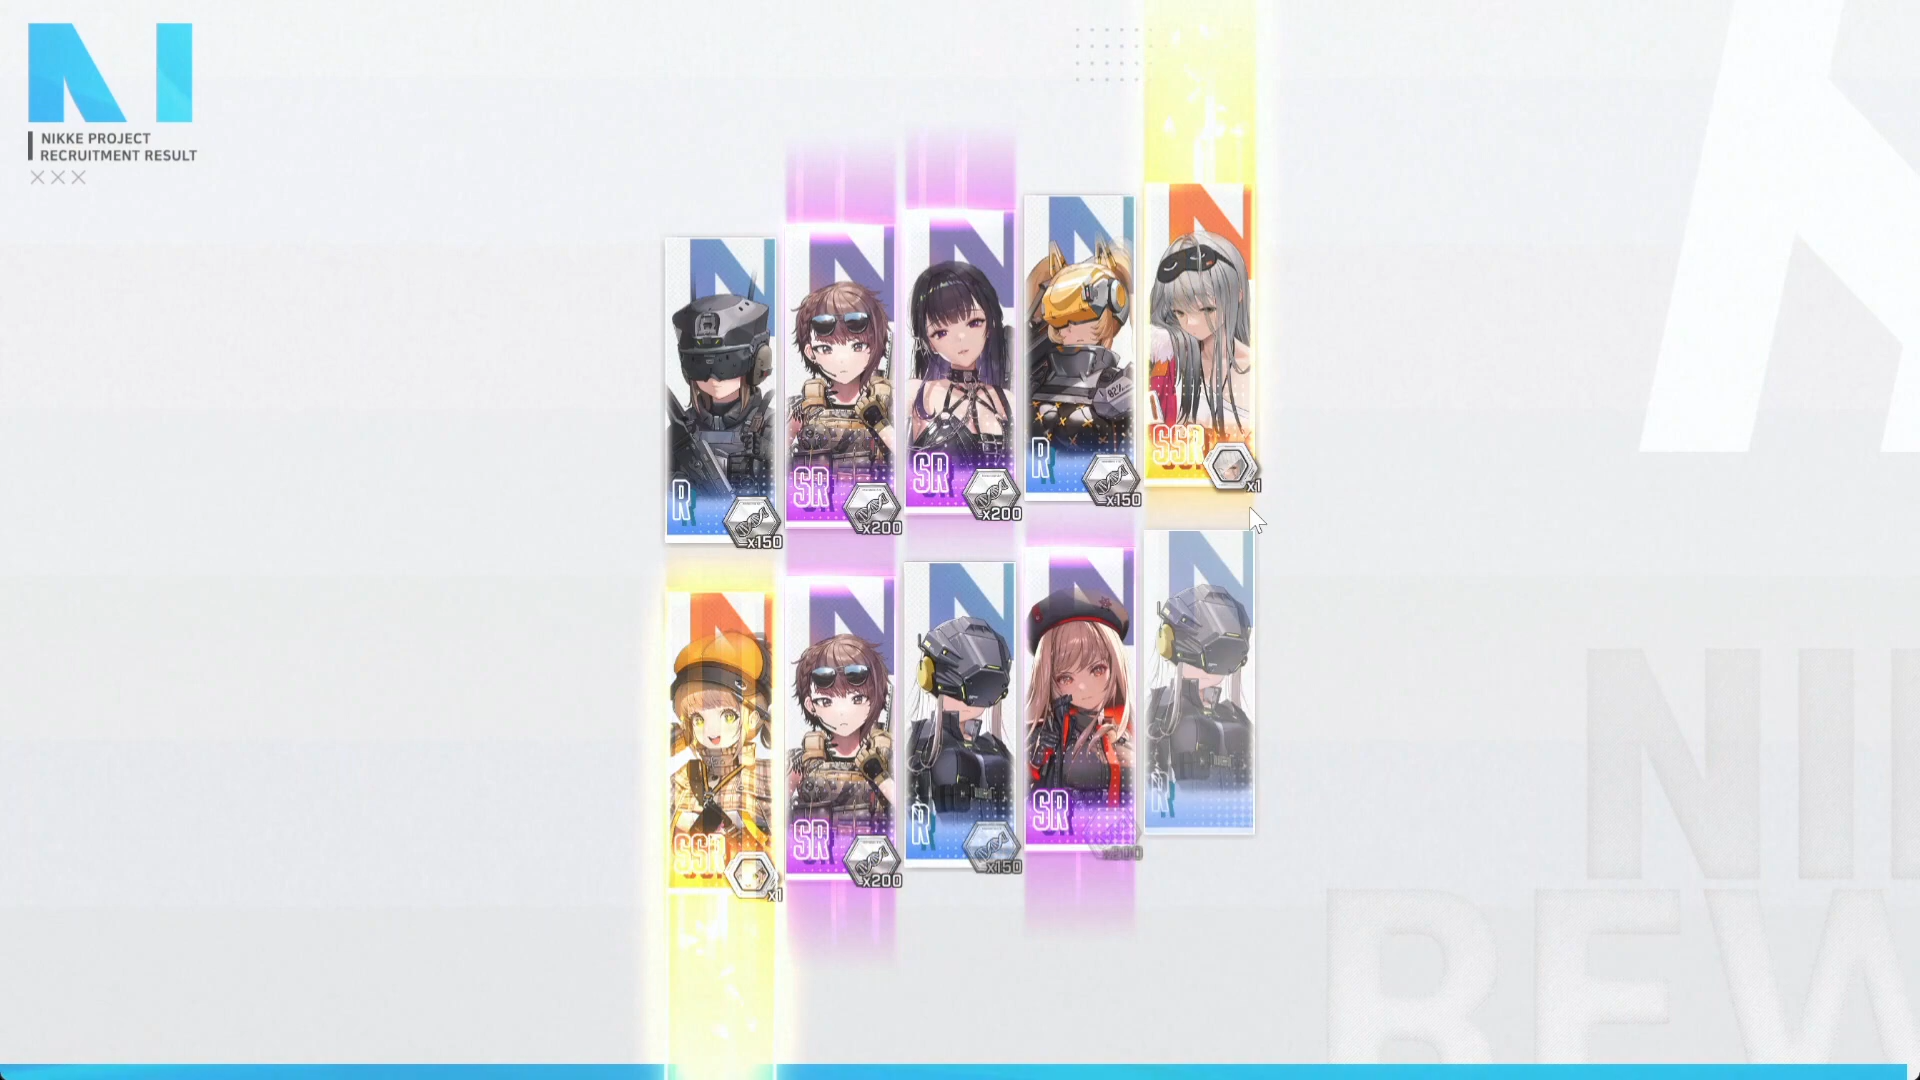 NIKKE PROJECT
RECRUITMENT RESULT
R
x150
SR
x200
SR
x200
R
x150
SSR
x1
SSR
x1
SR
x200
R
x150
SR
x200
R